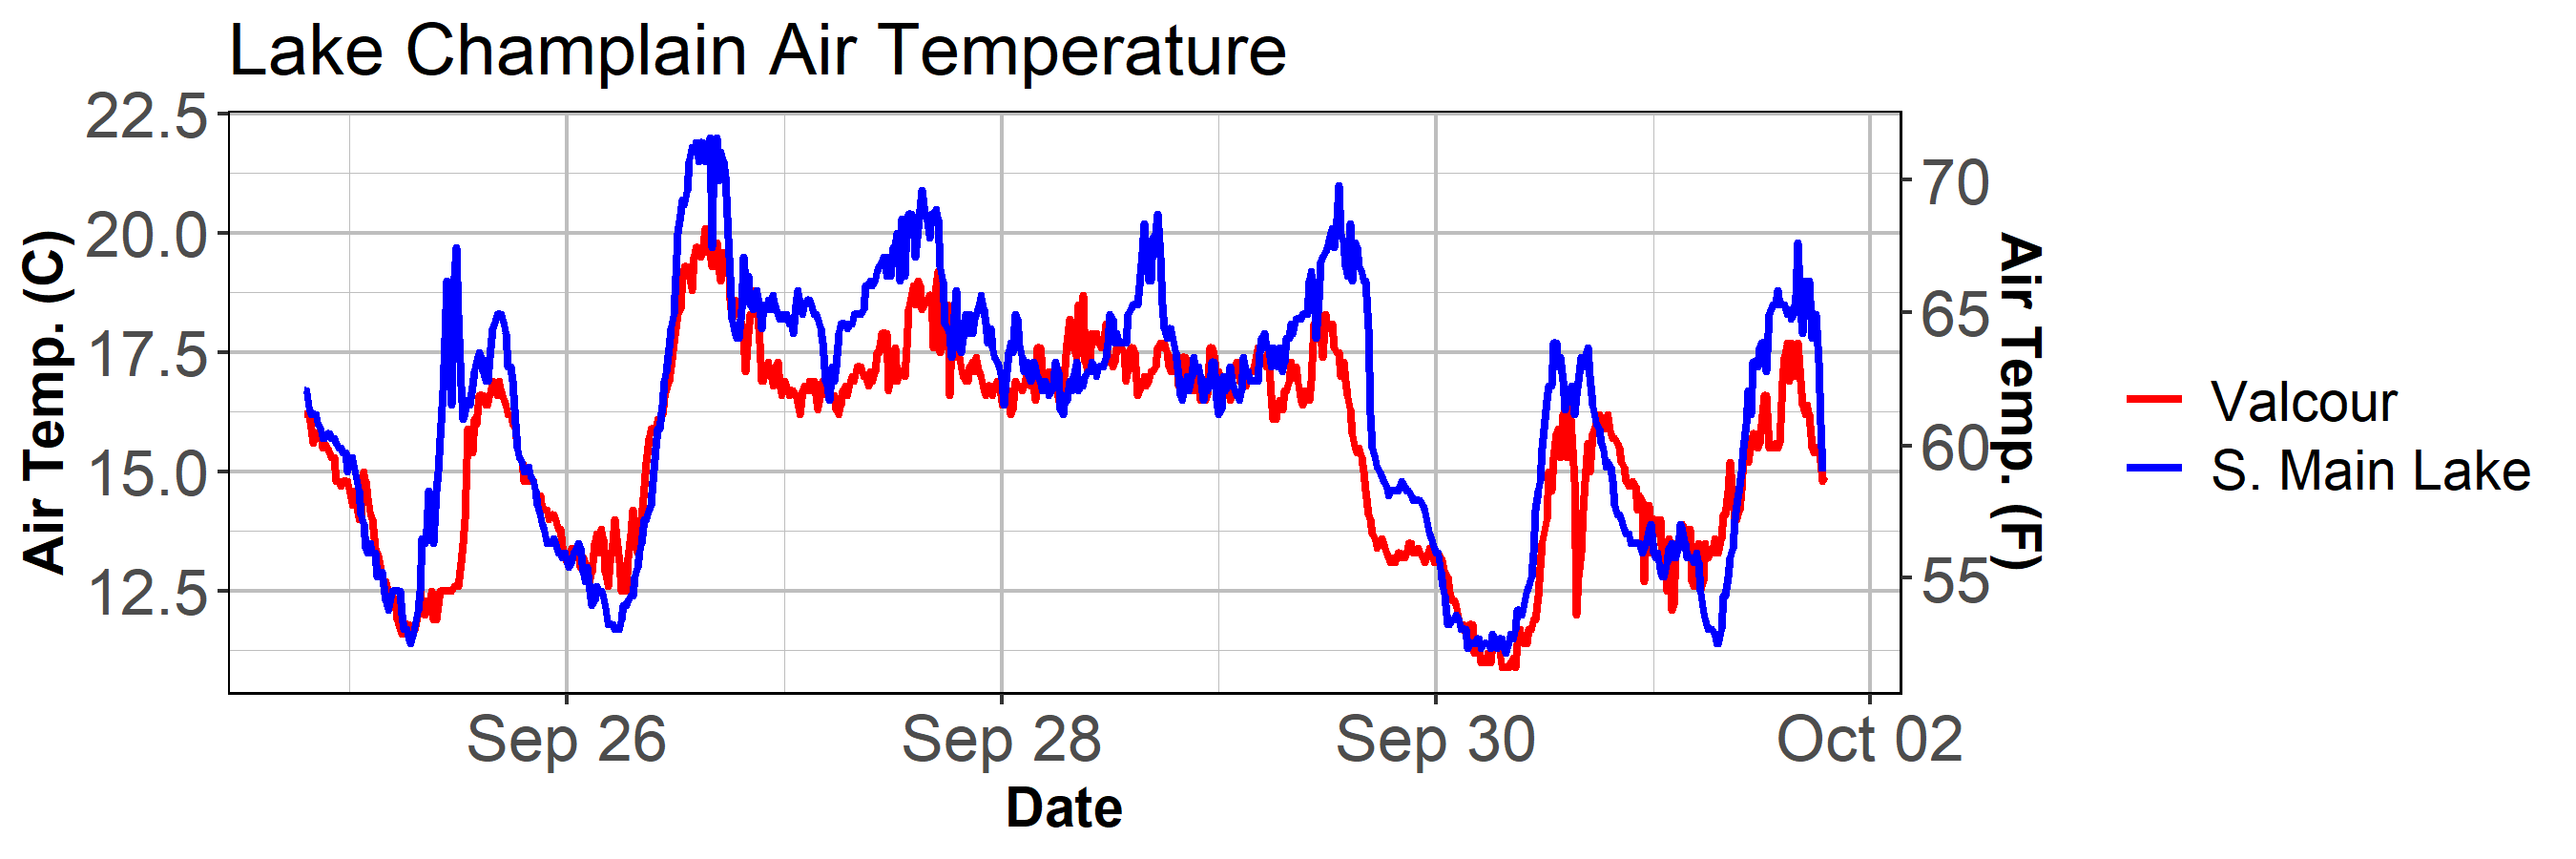 Lake Champlain Air Temperature
Air Temp. (C)
22.5
20.0
17.5
15.0
12.5
70
65
60
55
Air Temp. (F)
Sep 26
Sep 28
Sep 30
Oct 02
Date
Valcour
S. Main Lake